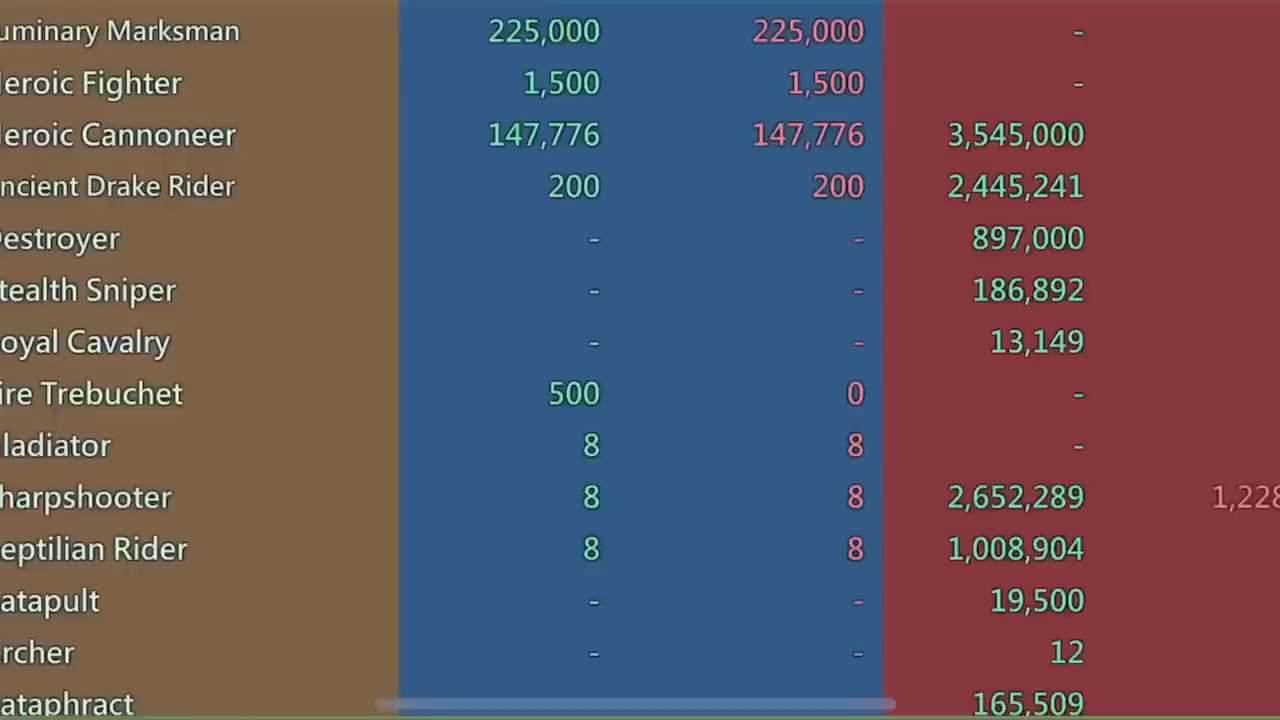 uminary Marksman 225,000 225,000 -
eroic Fighter 1,500 1,500 -
eroic Cannoneer 147,776 147,776 3,545,000
ncient Drake Rider 200 200 2,445,241
estroyer - - 897,000
tealth Sniper - - 186,892
oyal Cavalry - - 13,149
ire Trebuchet 500 0 -
ladiator 8 8 -
harpshooter 8 8 2,652,289 1,228
eptilian Rider 8 8 1,008,904
atapult - - 19,500
rcher - - 12
ataphract 165,509